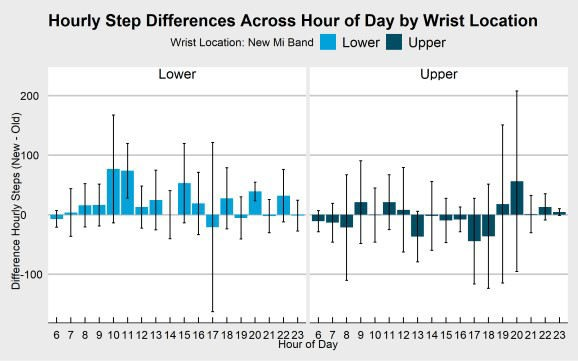 Hourly Step Differences Across Hour of Day by Wrist Location
Wrist Location: New Mi Band Lower Upper
Lower Upper
Difference Hourly Steps (New - Old)
200
100
0
-100
6 7 8 9 10 11 12 13 14 15 16 17 18 19 20 21 22 23 6 7 8 9 10 11 12 13 14 15 16 17 18 19 20 21 22 23
Hour of Day